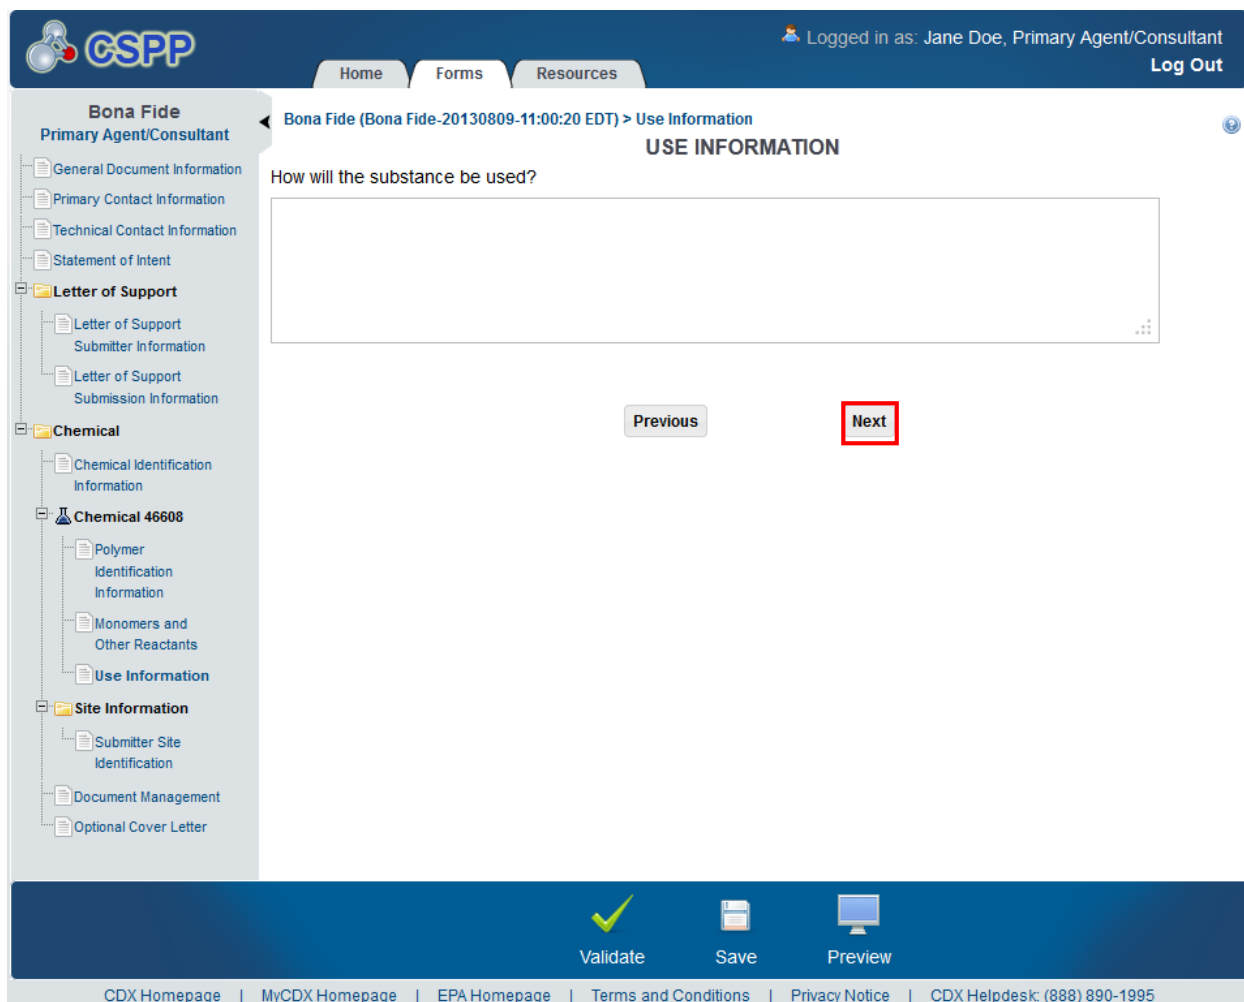 CSPP
Logged in as: Jane Doe, Primary Agent/Consultant
Log Out
Home Forms Resources
Bona Fide
Primary Agent/Consultant
General Document Information
Primary Contact Information
Technical Contact Information
Statement of Intent
Letter of Support
Letter of Support
Submitter Information
Letter of Support
Submission Information
Chemical
Chemical Identification
Information
Chemical 46608
Polymer
Identification
Information
Monomers and
Other Reactants
Use Information
Site Information
Submitter Site
Identification
Document Management
Optional Cover Letter
Bona Fide (Bona Fide-20130809-11:00:20 EDT) > Use Information
USE INFORMATION
How will the substance be used?
Previous Next
Validate Save Preview
CDX Homepage | MyCDX Homepage | EPA Homepage | Terms and Conditions | Privacy Notice | CDX Helpdesk: (888) 890-1995